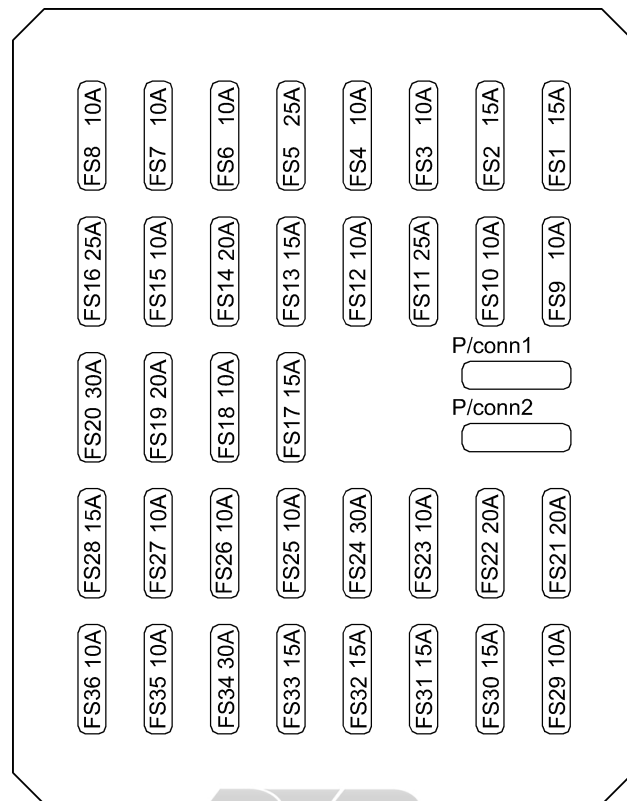 FS8 10A
FS7 10A
FS6 10A
FS5 25A
FS4 10A
FS3 10A
FS2 15A
FS1 15A
FS16 25A
FS15 10A
FS14 20A
FS13 15A
FS12 10A
FS11 25A
FS10 10A
FS9 10A
P/conn1
P/conn2
FS20 30A
FS19 20A
FS18 10A
FS17 15A
FS28 15A
FS27 10A
FS26 10A
FS25 10A
FS24 30A
FS23 10A
FS22 20A
FS21 20A
FS36 10A
FS35 10A
FS34 30A
FS33 15A
FS32 15A
FS31 15A
FS30 15A
FS29 10A